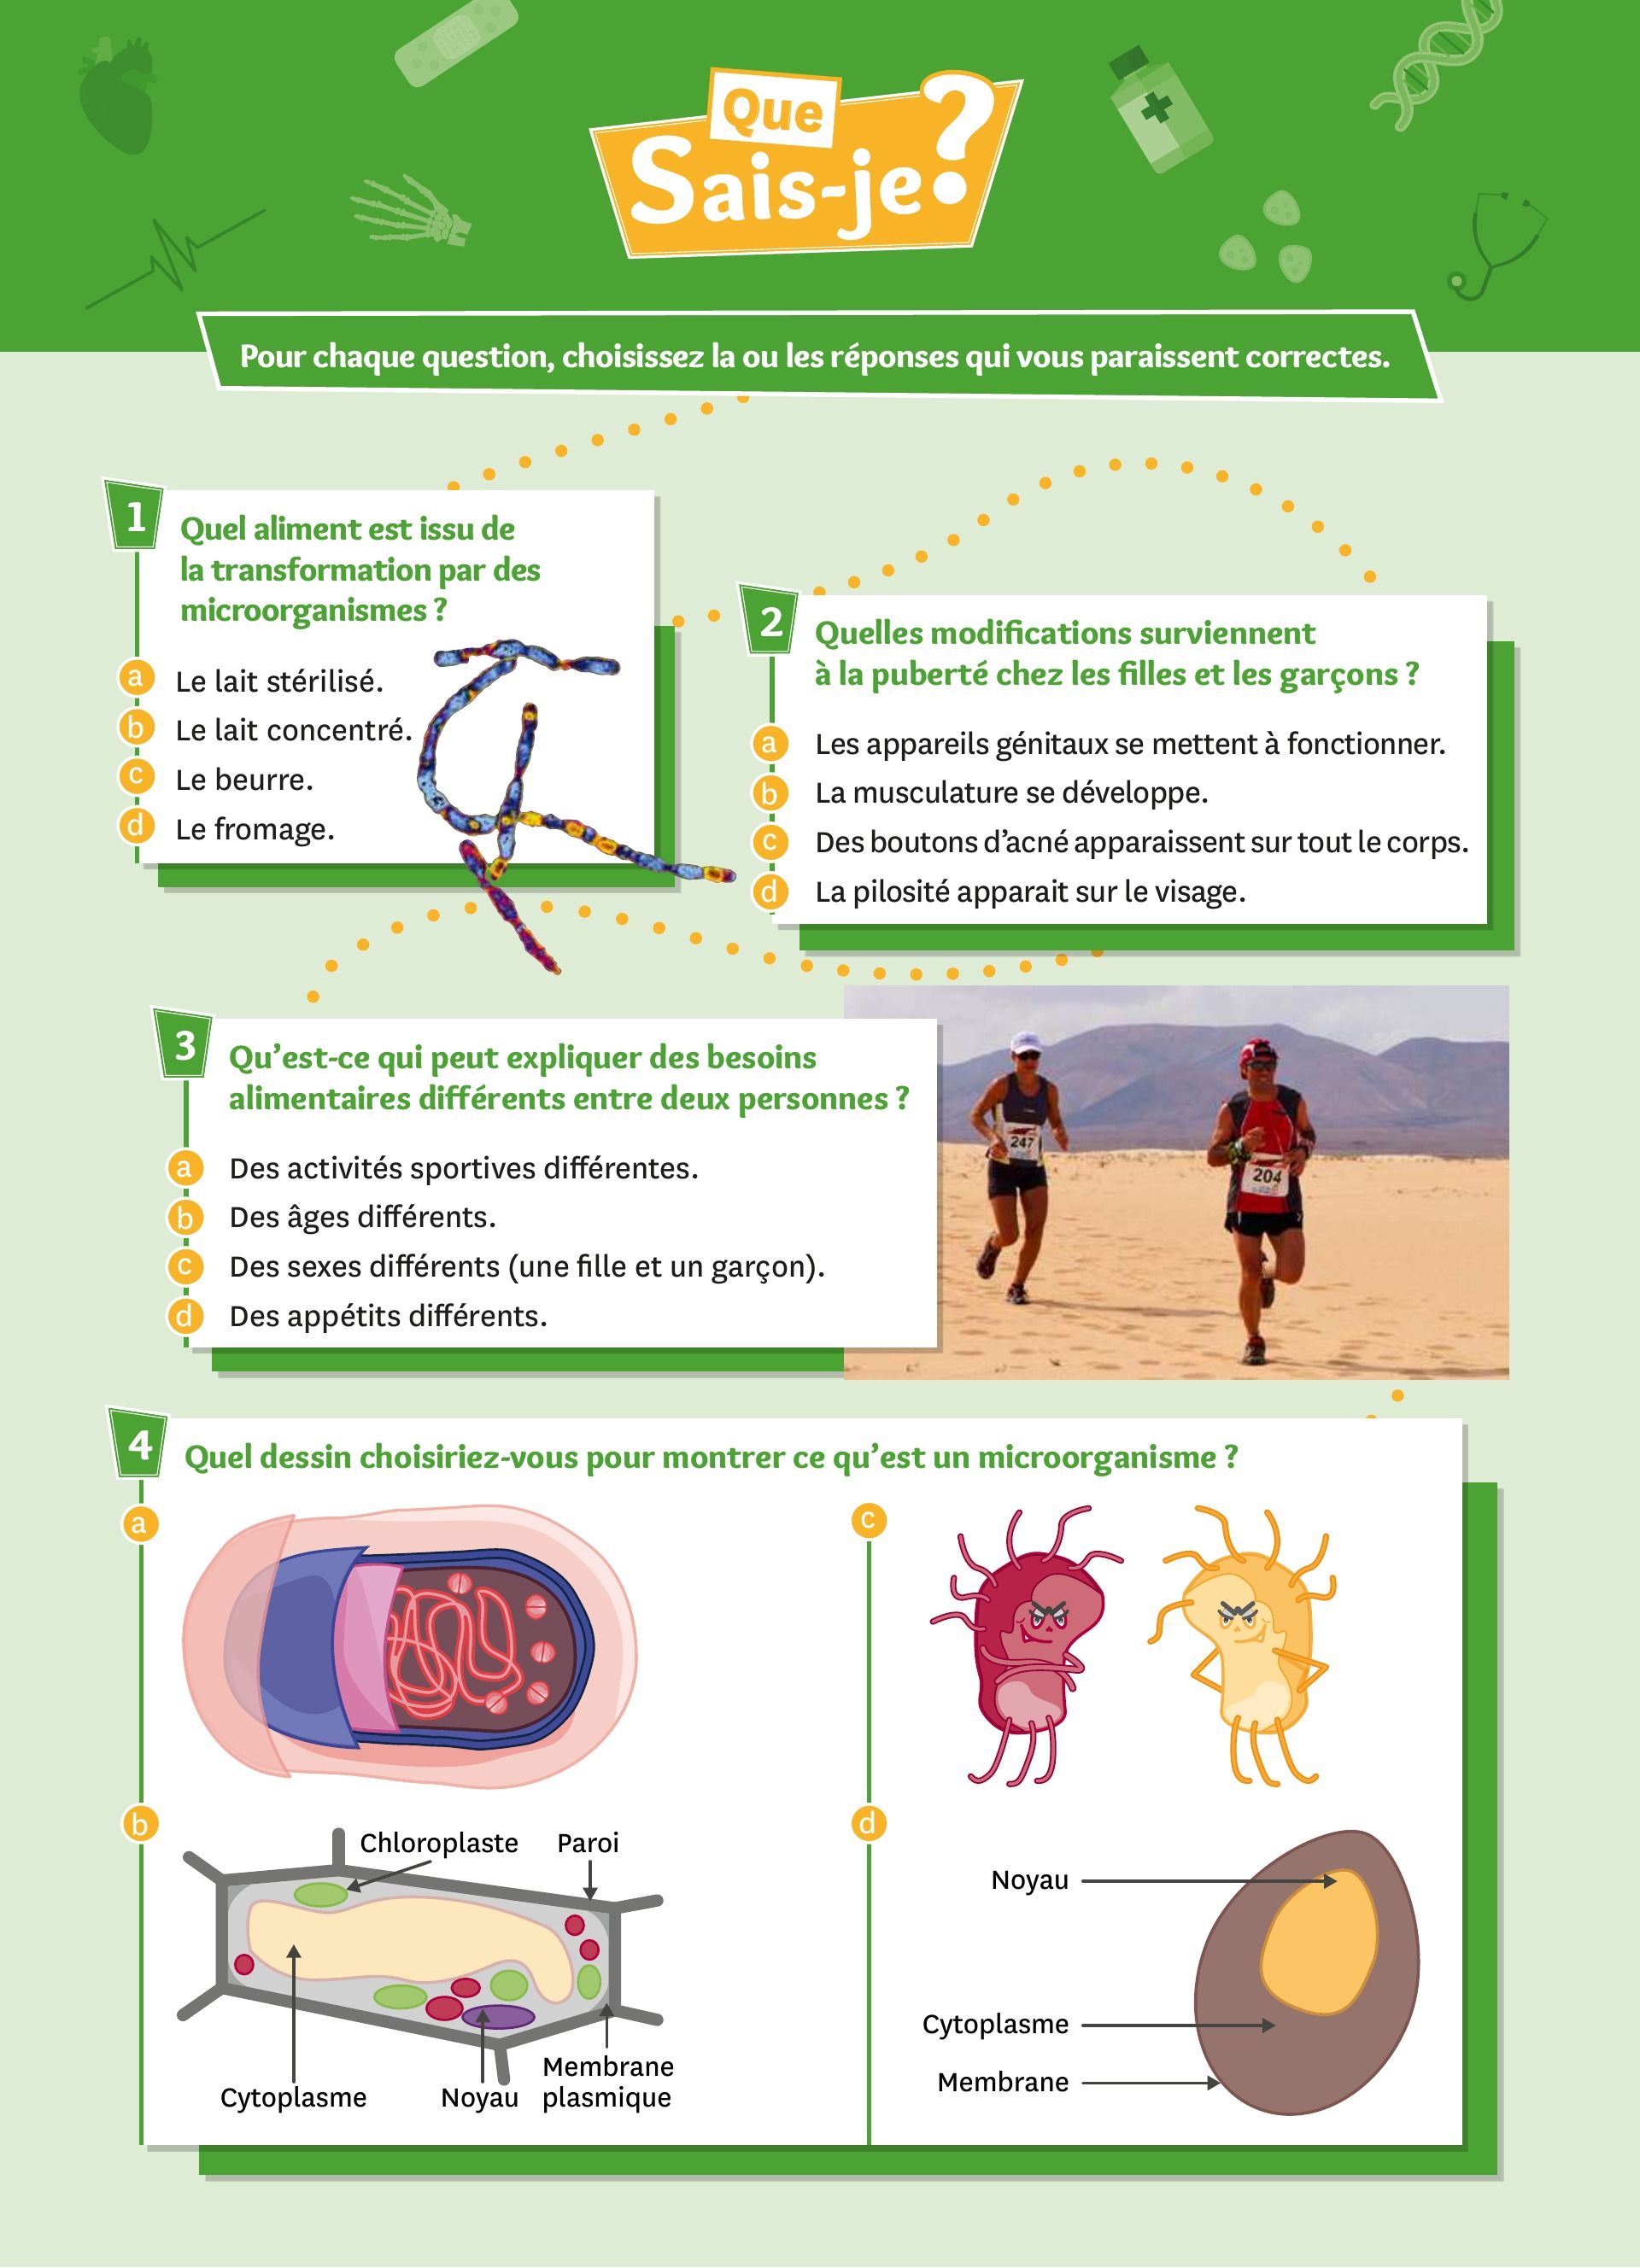 Que
Sais-je ?
Pour chaque question, choisissez la ou les réponses qui vous paraissent correctes.
1
Quel aliment est issu de
la transformation par des
microorganismes ?
a Le lait stérilisé.
b Le lait concentré.
c Le beurre.
d Le fromage.
2
Quelles modifications surviennent
à la puberté chez les filles et les garçons ?
a Les appareils génitaux se mettent à fonctionner.
b La musculature se développe.
c Des boutons d’acné apparaissent sur tout le corps.
d La pilosité apparait sur le visage.
3
Qu’est-ce qui peut expliquer des besoins
alimentaires différents entre deux personnes ?
a Des activités sportives différentes.
b Des âges différents.
c Des sexes différents (une fille et un garçon).
d Des appétits différents.
247
204
4
Quel dessin choisiriez-vous pour montrer ce qu’est un microorganisme ?
a
b
Chloroplaste
Paroi
Cytoplasme
Noyau
Membrane
plasmique
c
d
Noyau
Cytoplasme
Membrane